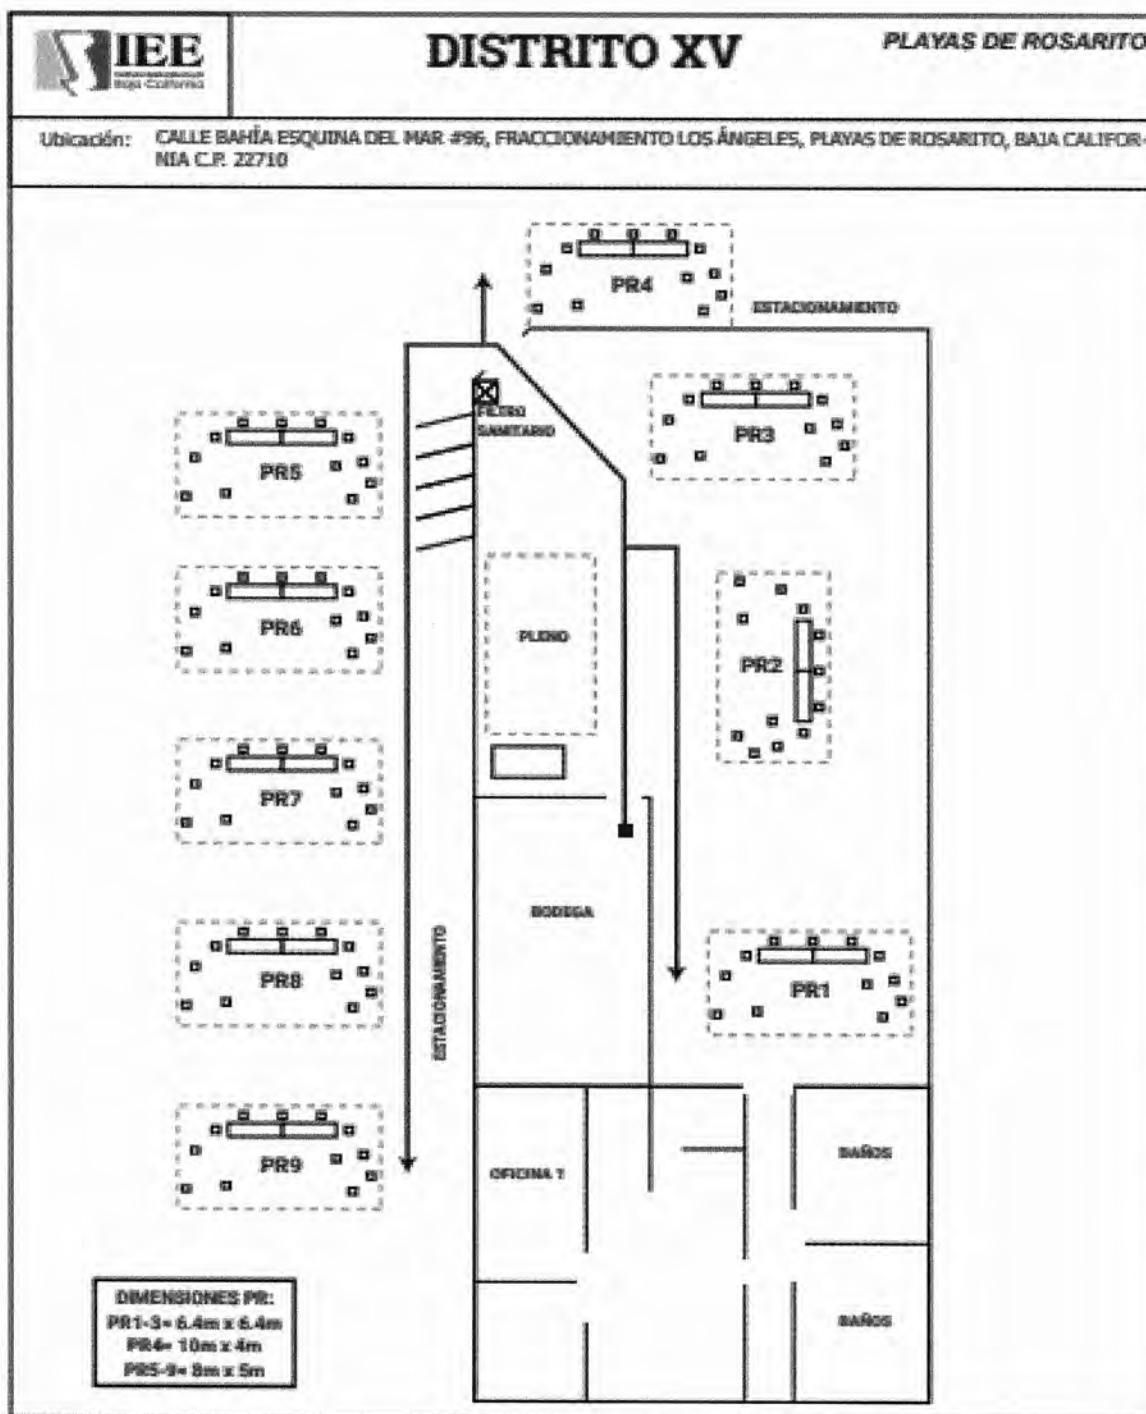 IEE
Baja California
DISTRITO XV
PLAYAS DE ROSARITO
Ubicación: CALLE BAHÍA ESQUINA DEL MAR #96, FRACCIONAMIENTO LOS ÁNGELES, PLAYAS DE ROSARITO, BAJA CALIFOR-
NIA C.P. 22710
PR4
ESTACIONAMIENTO
FILTRO
SANITARIO
PR3
PR5
PR6
PLENO
PR2
PR7
BODEGA
ESTACIONAMIENTO
PR8
PR1
PR9
OFICINA 1
BAÑOS
BAÑOS
DIMENSIONES PR:
PR1-3= 6.4m x 6.4m
PR4= 10m x 4m
PR5-9= 8m x 5m